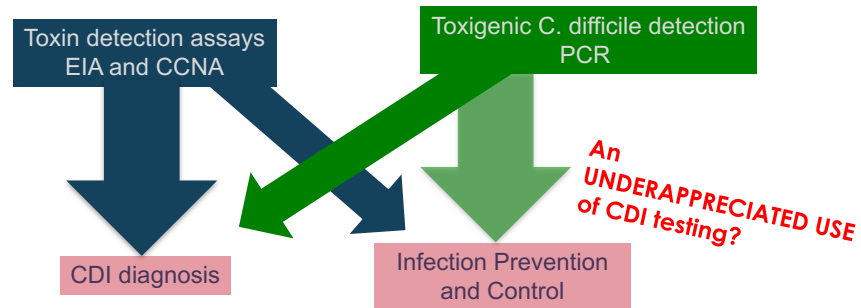 Toxin detection assays
EIA and CCNA
Toxigenic C. difficile detection
PCR
An
UNDERAPPRECIATED USE
of CDI testing?
CDI diagnosis
Infection Prevention
and Control